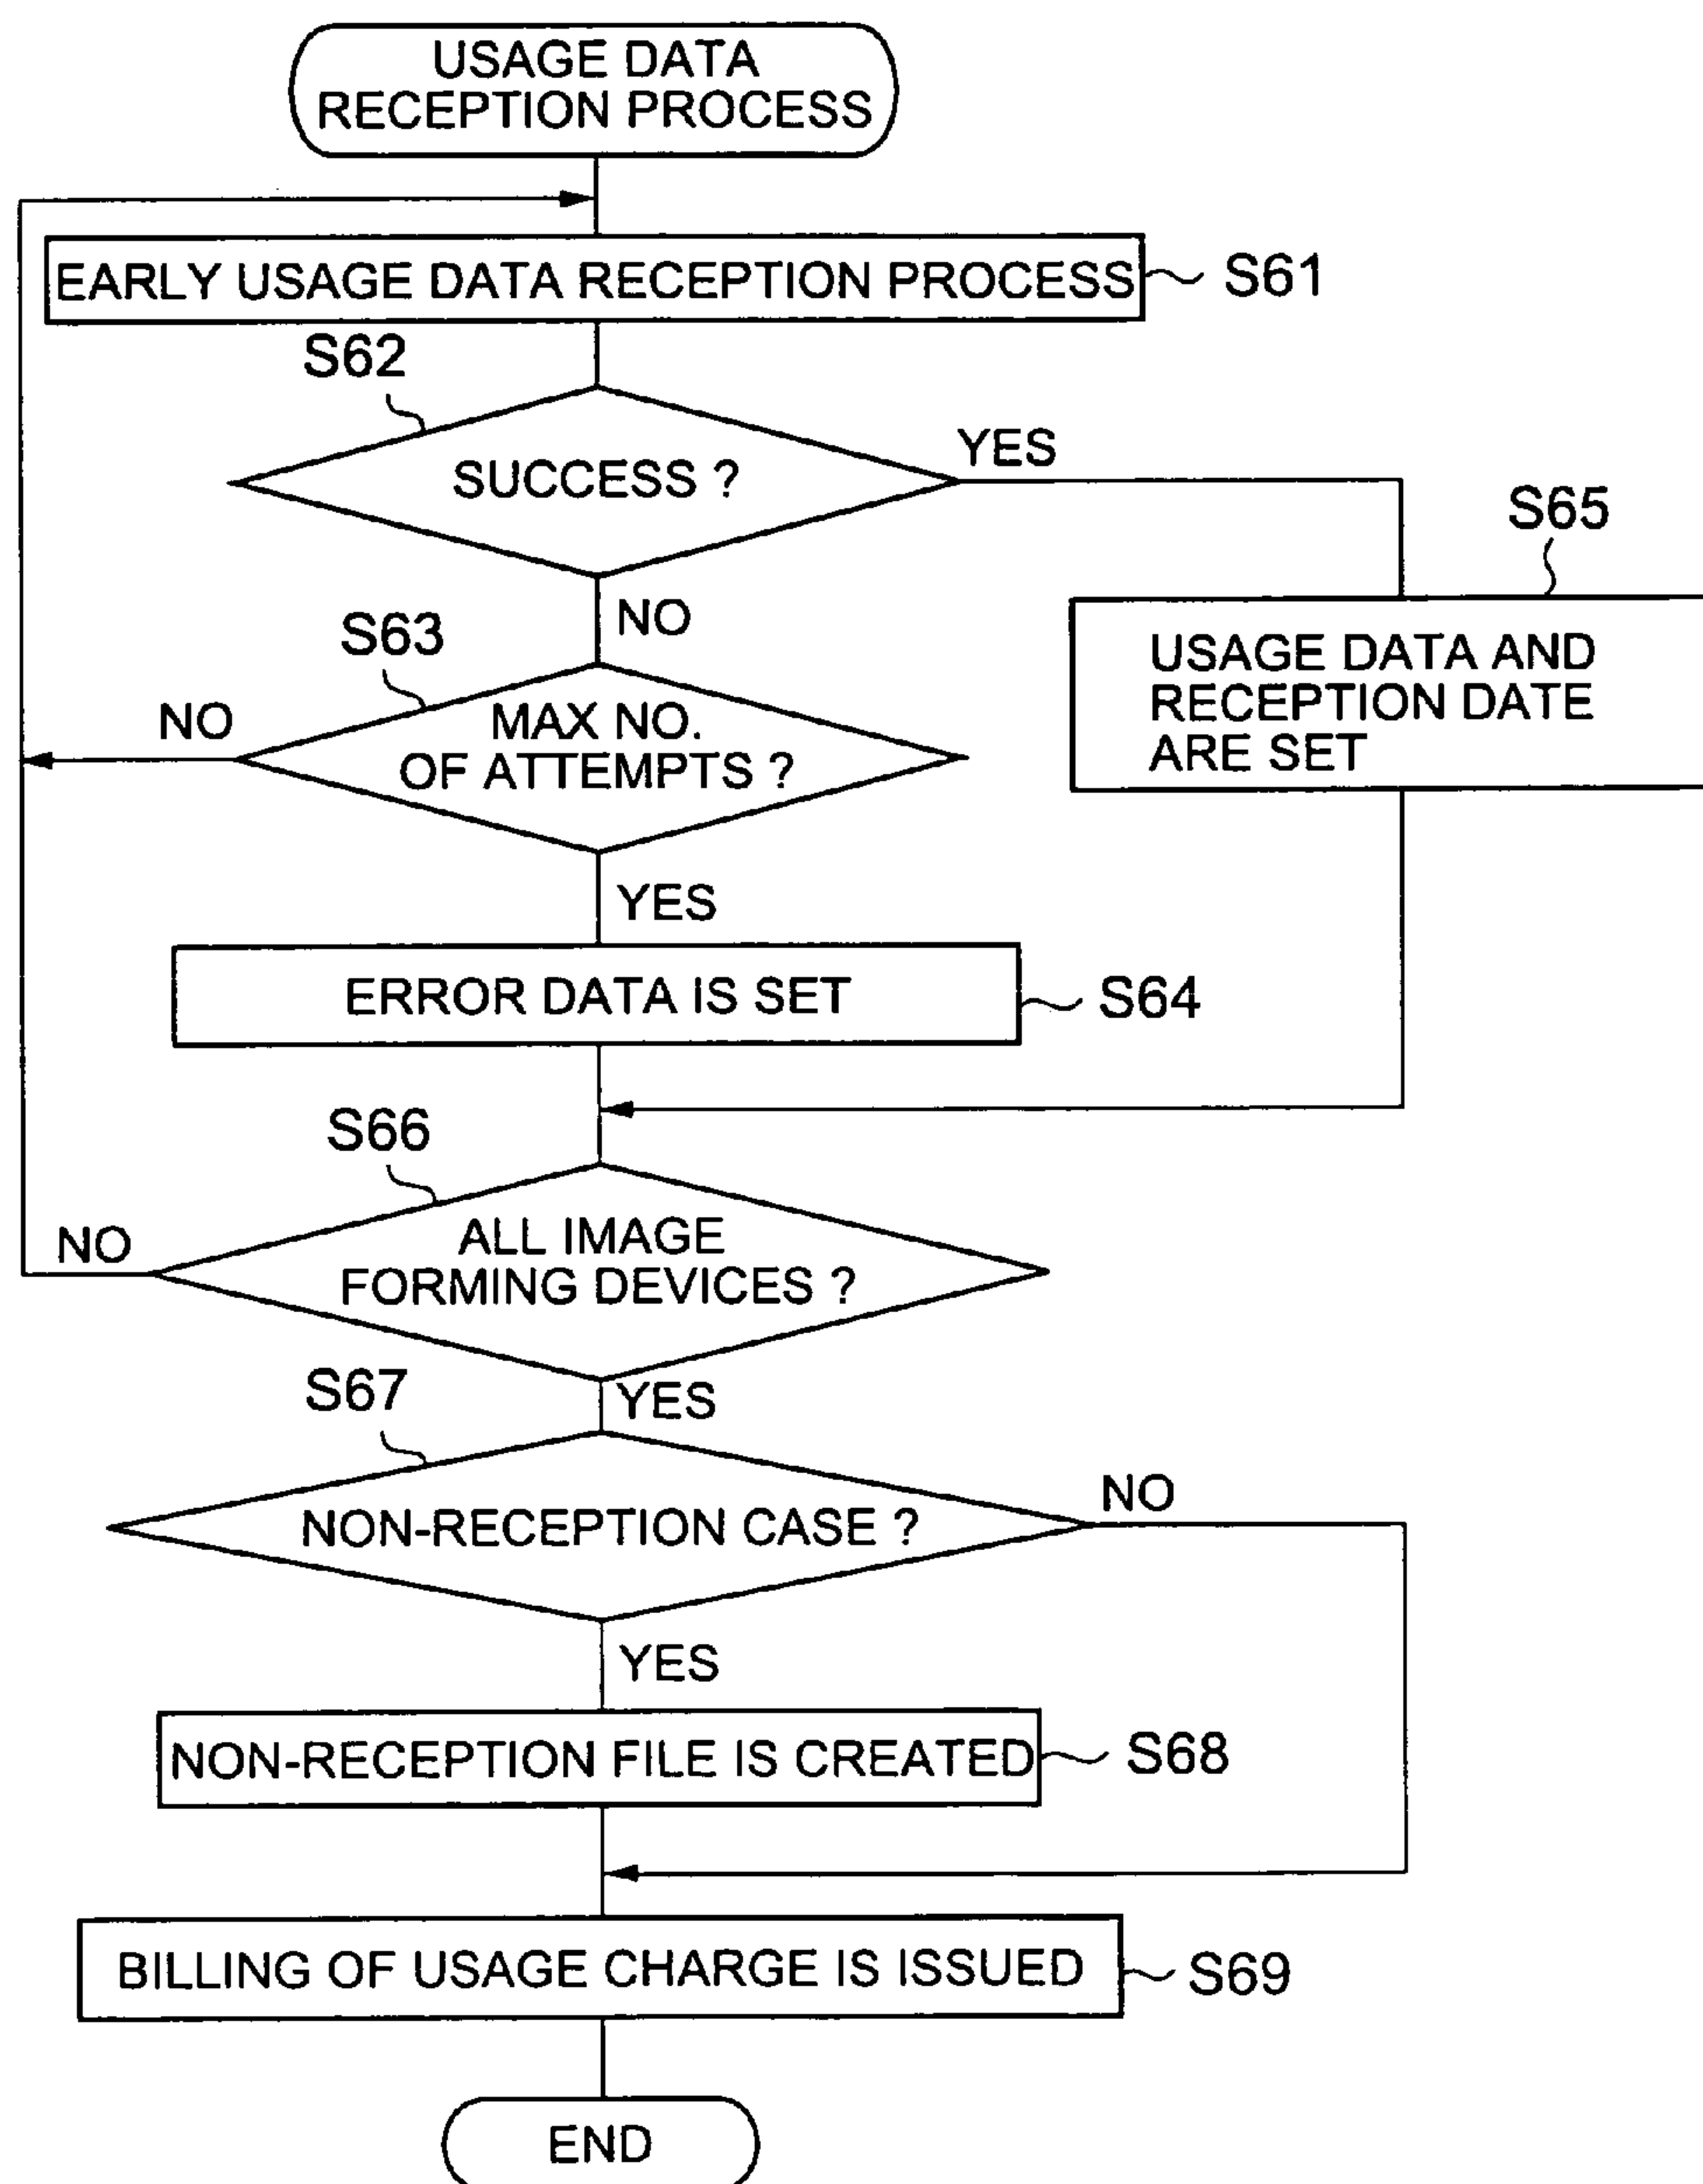 USAGE DATA
RECEPTION PROCESS
EARLY USAGE DATA RECEPTION PROCESS
S61
S62
SUCCESS ?
YES
S65
NO
S63
USAGE DATA AND
RECEPTION DATE
ARE SET
NO
MAX NO.
OF ATTEMPTS ?
YES
ERROR DATA IS SET
S64
S66
NO
ALL IMAGE
FORMING DEVICES ?
S67
YES
NO
NON-RECEPTION CASE ?
YES
NON-RECEPTION FILE IS CREATED
S68
BILLING OF USAGE CHARGE IS ISSUED
S69
END